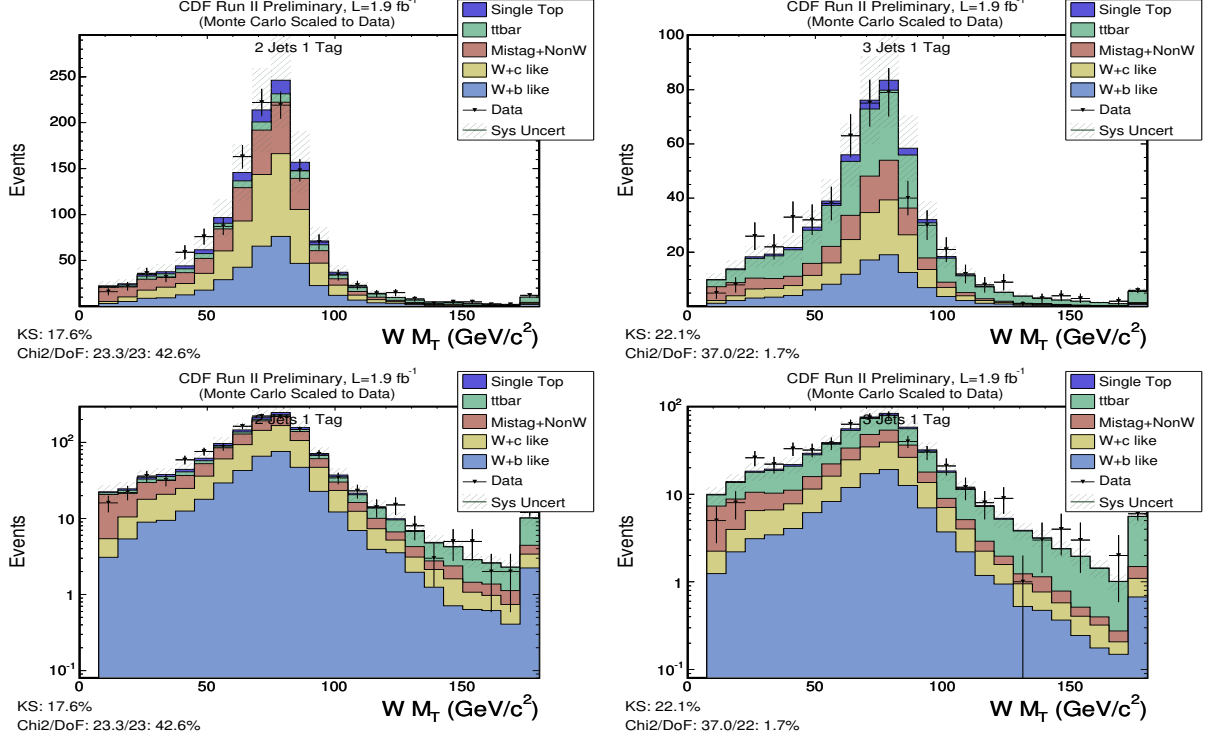 CDF Run II Preliminary, L=1.9 fb⁻¹
(Monte Carlo Scaled to Data)
2 Jets 1 Tag
Single Top
ttbar
Mistag+NonW
W+c like
W+b like
Data
Sys Uncert
Events
250
200
150
100
50
0
50
100
150
W M_T (GeV/c²)
KS: 17.6%
Chi2/DoF: 23.3/23: 42.6%
CDF Run II Preliminary, L=1.9 fb⁻¹
(Monte Carlo Scaled to Data)
3 Jets 1 Tag
Single Top
ttbar
Mistag+NonW
W+c like
W+b like
Data
Sys Uncert
Events
100
80
60
40
20
0
0
50
100
150
W M_T (GeV/c²)
KS: 22.1%
Chi2/DoF: 37.0/22: 1.7%
CDF Run II Preliminary, L=1.9 fb⁻¹
(Monte Carlo Scaled to Data)
2 Jets 1 Tag
Single Top
ttbar
Mistag+NonW
W+c like
W+b like
Data
Sys Uncert
Events
10²
10
1
10⁻¹
0
50
100
150
W M_T (GeV/c²)
KS: 17.6%
Chi2/DoF: 23.3/23: 42.6%
CDF Run II Preliminary, L=1.9 fb⁻¹
(Monte Carlo Scaled to Data)
3 Jets 1 Tag
Single Top
ttbar
Mistag+NonW
W+c like
W+b like
Data
Sys Uncert
Events
10²
10
1
10⁻¹
0
50
100
150
W M_T (GeV/c²)
KS: 22.1%
Chi2/DoF: 37.0/22: 1.7%